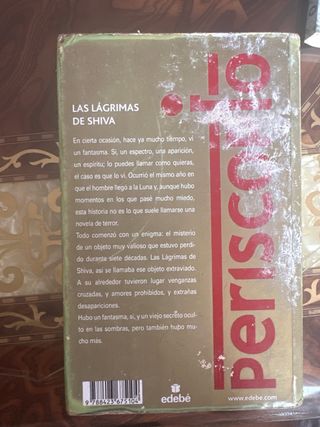 LAS LÁGRIMAS
DE SHIVA
En cierta ocasión, hace ya mucho tiempo, vi
un fantasma. Sí, un espectro, una aparición,
un espíritu; lo puedes llamar como quieras,
el caso es que lo vi. Ocurrió el mismo año en
que el hombre llegó a la Luna y, aunque hubo
momentos en los que pasé mucho miedo,
esta historia no es lo que suele llamarse una
novela de terror.
Todo comenzó con un enigma: el misterio
de un objeto muy valioso que estuvo perdi-
do durante siete décadas. Las Lágrimas de
Shiva, así se llamaba ese objeto extraviado.
A su alrededor tuvieron lugar venganzas
cruzadas, y amores prohibidos, y extrañas
desapariciones.
Hubo un fantasma, sí, y un viejo secreto ocul-
to en las sombras, pero también hubo mu-
cho más.
periscopio
9 788423 675104
edebé
www.edebe.com